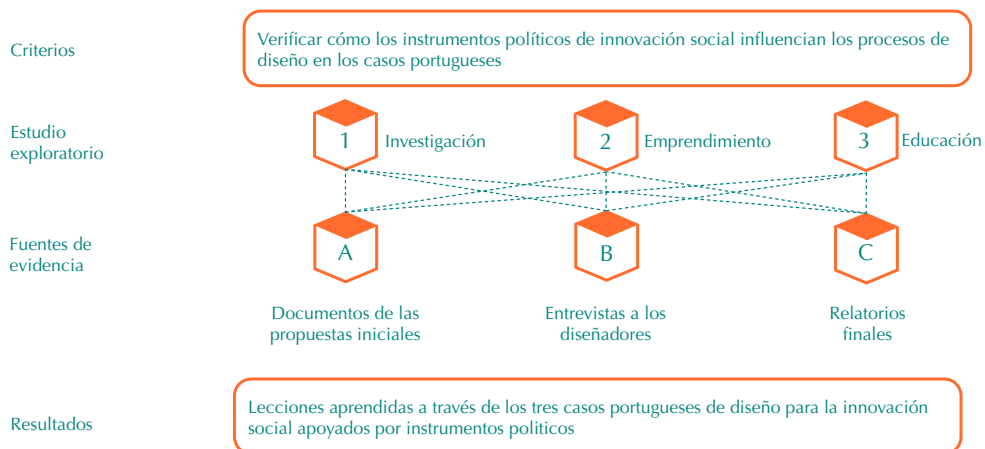 Criterios
Verificar cómo los instrumentos políticos de innovación social influencian los procesos de
diseño en los casos portugueses
Estudio
exploratorio
1
Investigación
2
Emprendimiento
3
Educación
Fuentes de
evidencia
A
B
C
Documentos de las
propuestas iniciales
Entrevistas a los
diseñadores
Relatorios
finales
Resultados
Lecciones aprendidas a través de los tres casos portugueses de diseño para la innovación
social apoyados por instrumentos politicos